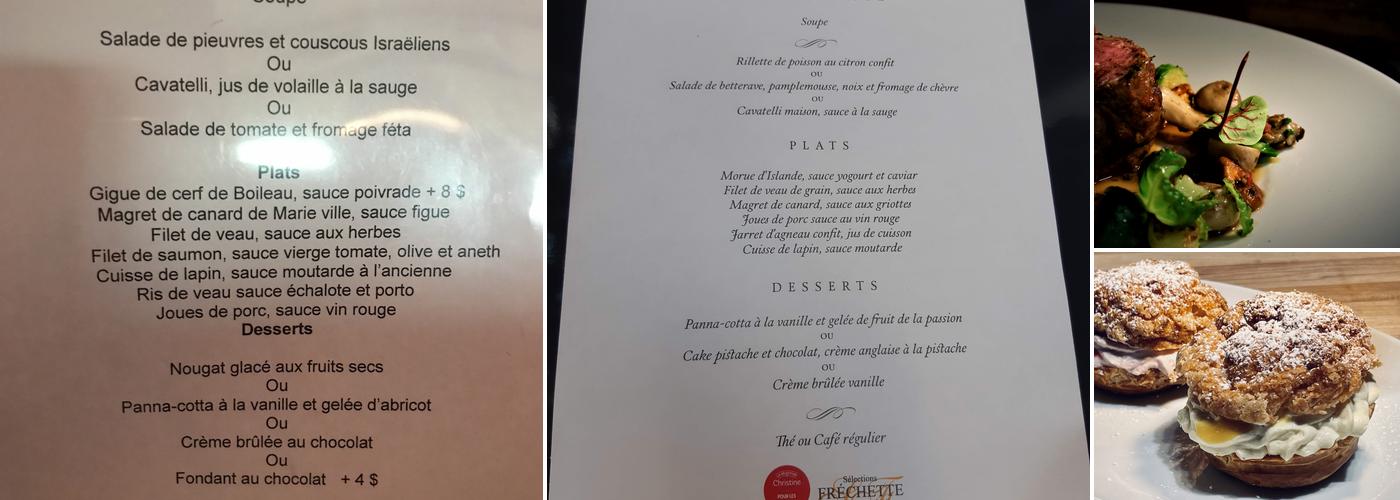 Soupe
Salade de pieuvres et couscous Israëliens
Ou
Cavatelli, jus de volaille à la sauge
Ou
Salade de tomate et fromage féta
Plats
Gigue de cerf de Boileau, sauce poivrade + 8 $
Magret de canard de Marie ville, sauce figue
Filet de veau, sauce aux herbes
Filet de saumon, sauce vierge tomate, olive et aneth
Cuisse de lapin, sauce moutarde à l'ancienne
Ris de veau sauce échalote et porto
Joues de porc, sauce vin rouge
Desserts
Nougat glacé aux fruits secs
Ou
Panna-cotta à la vanille et gelée d'abricot
Ou
Crème brûlée au chocolat
Ou
Fondant au chocolat + 4 $
Soupe
Rillette de poisson au citron confit
OU
Salade de betterave, pamplemousse, noix et fromage de chèvre
OU
Cavatelli maison, sauce à la sauge
PLATS
Morue d'Islande, sauce yogourt et caviar
Filet de veau de grain, sauce aux herbes
Magret de canard, sauce aux griottes
Joues de porc sauce au vin rouge
Jarret d'agneau confit, jus de cuisson
Cuisse de lapin, sauce moutarde
DESSERTS
Panna-cotta à la vanille et gelée de fruit de la passion
OU
Cake pistache et chocolat, crème anglaise à la pistache
OU
Crème brûlée vanille
Thé ou Café régulier
Christine
POUR LES
Sélections
FRÉCHETTE